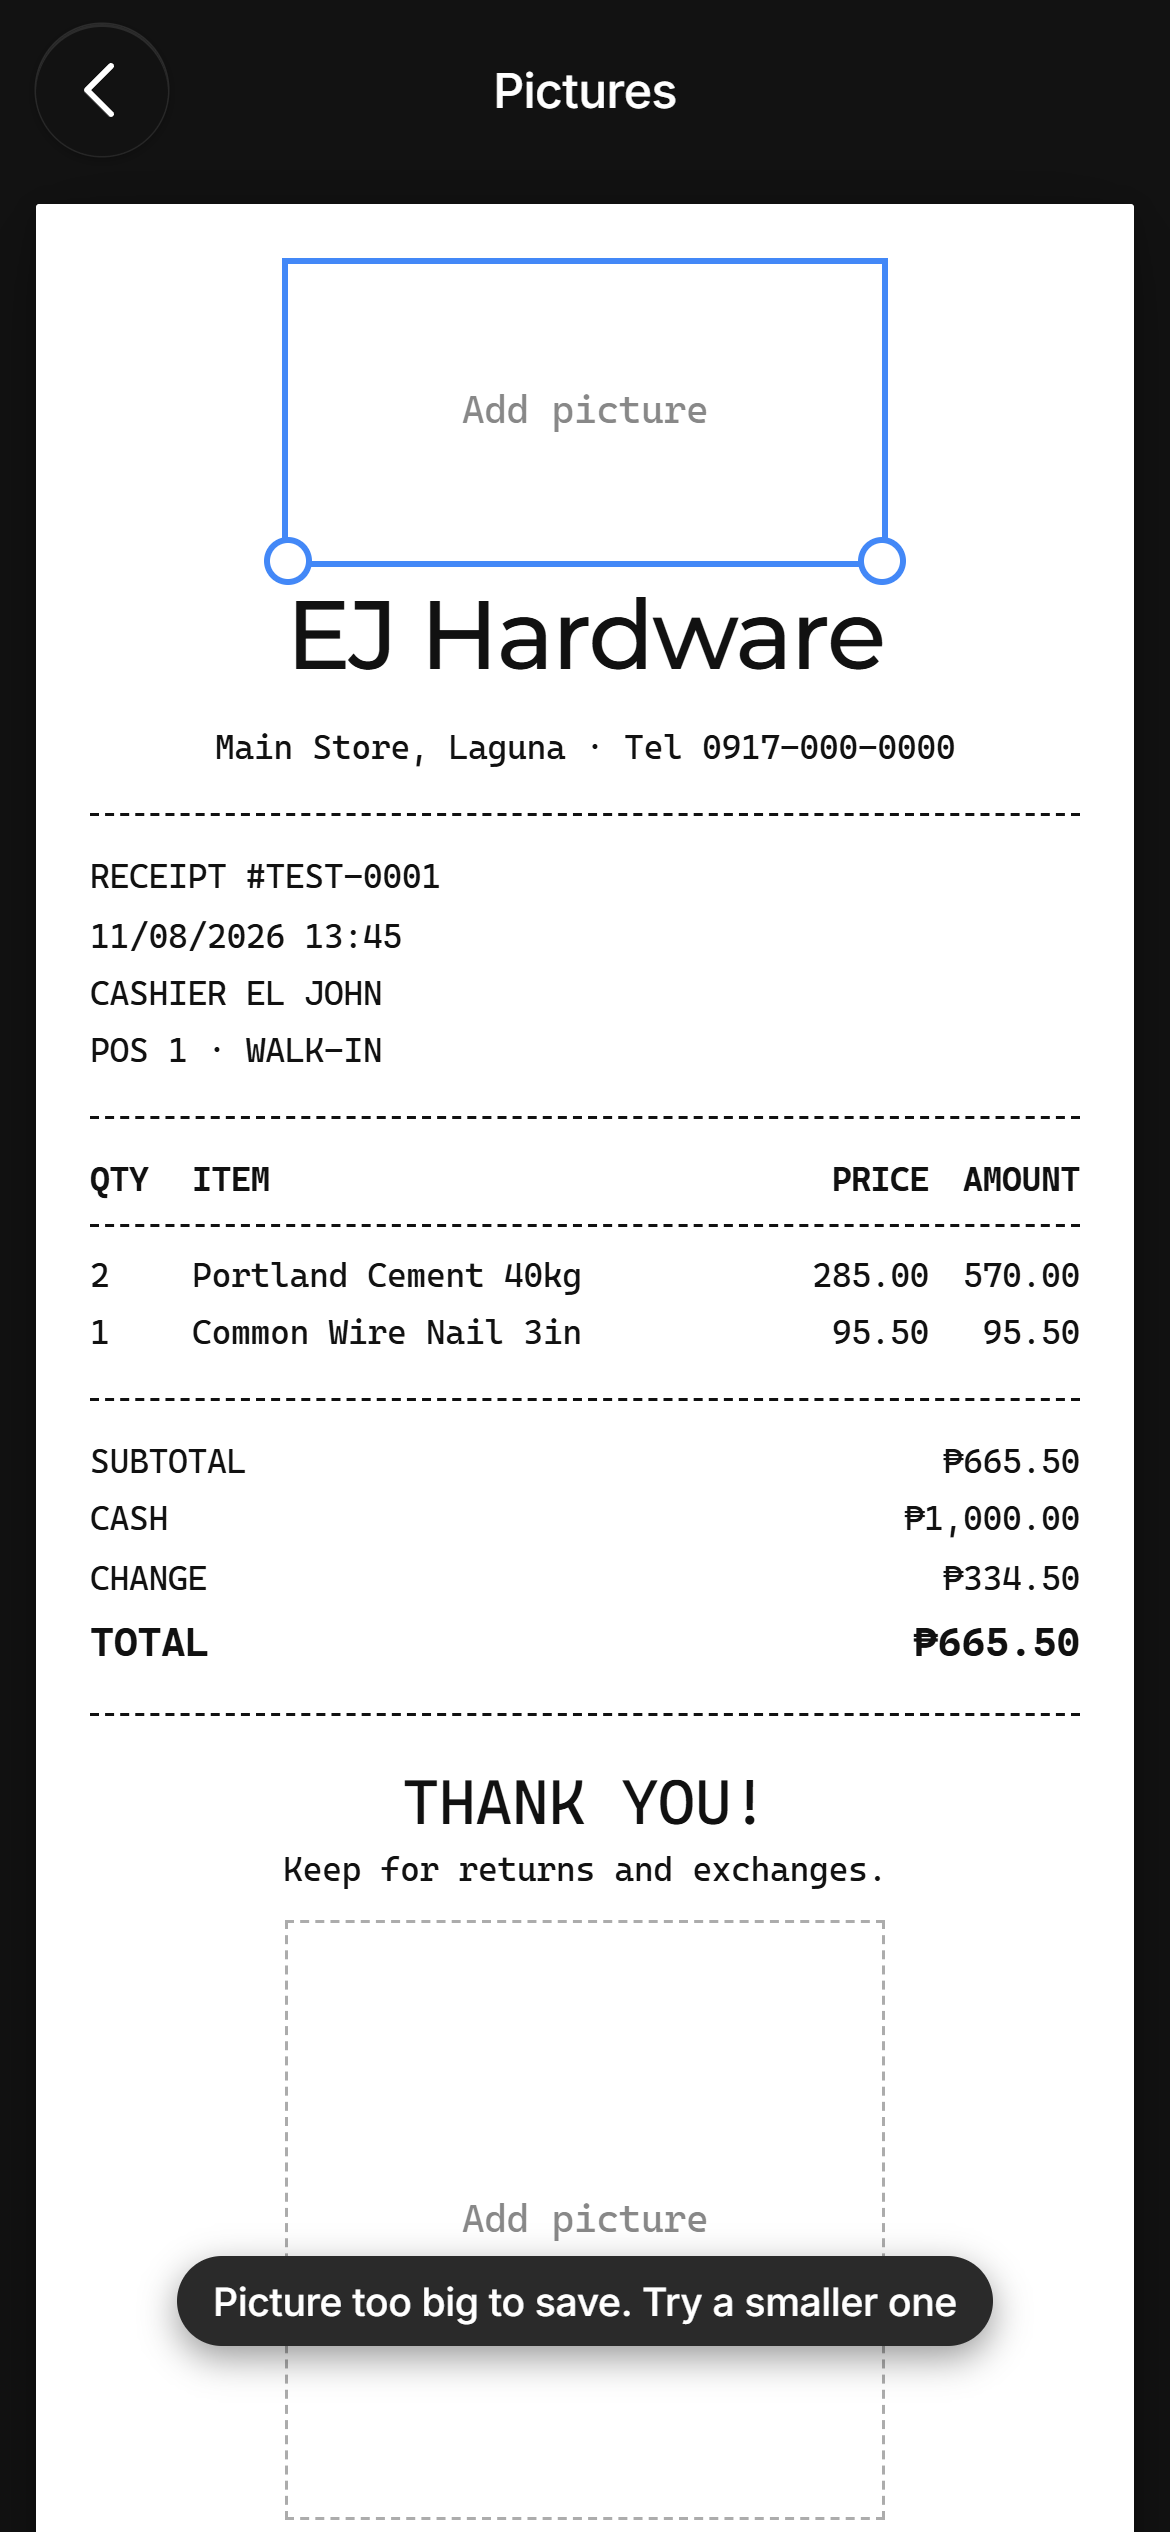 Pictures
Add picture
EJ Hardware
Main Store, Laguna · Tel 0917-000-0000
RECEIPT #TEST-0001
11/08/2026 13:45
CASHIER EL JOHN
POS 1 · WALK-IN
QTY ITEM PRICE AMOUNT
2 Portland Cement 40kg 285.00 570.00
1 Common Wire Nail 3in 95.50 95.50
SUBTOTAL ₱665.50
CASH ₱1,000.00
CHANGE ₱334.50
TOTAL ₱665.50
THANK YOU!
Keep for returns and exchanges.
Add picture
Picture too big to save. Try a smaller one